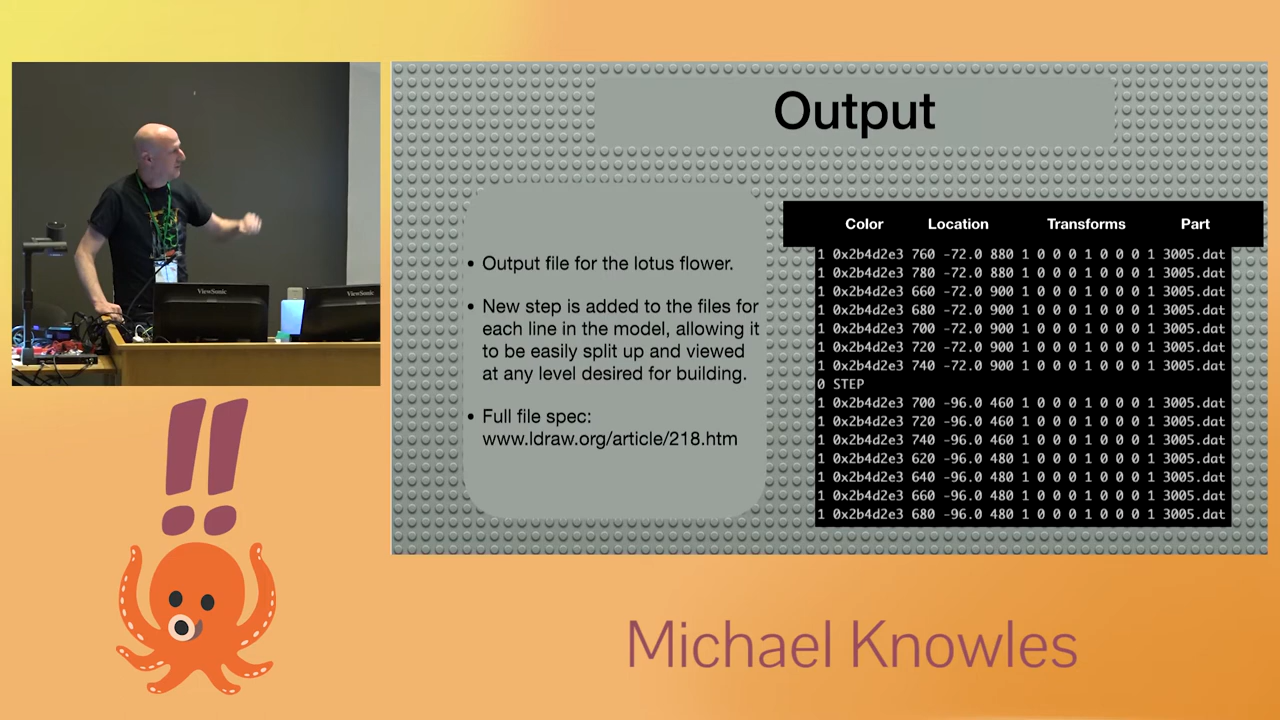 Output
• Output file for the lotus flower.
• New step is added to the files for
each line in the model, allowing it
to be easily split up and viewed
at any level desired for building.
• Full file spec:
www.ldraw.org/article/218.htm
Color Location Transforms Part
1 0x2b4d2e3 760 -72.0 880 1 0 0 0 1 0 0 0 1 3005.dat
1 0x2b4d2e3 780 -72.0 880 1 0 0 0 1 0 0 0 1 3005.dat
1 0x2b4d2e3 660 -72.0 900 1 0 0 0 1 0 0 0 1 3005.dat
1 0x2b4d2e3 680 -72.0 900 1 0 0 0 1 0 0 0 1 3005.dat
1 0x2b4d2e3 700 -72.0 900 1 0 0 0 1 0 0 0 1 3005.dat
1 0x2b4d2e3 720 -72.0 900 1 0 0 0 1 0 0 0 1 3005.dat
1 0x2b4d2e3 740 -72.0 900 1 0 0 0 1 0 0 0 1 3005.dat
0 STEP
1 0x2b4d2e3 700 -96.0 460 1 0 0 0 1 0 0 0 1 3005.dat
1 0x2b4d2e3 720 -96.0 460 1 0 0 0 1 0 0 0 1 3005.dat
1 0x2b4d2e3 740 -96.0 460 1 0 0 0 1 0 0 0 1 3005.dat
1 0x2b4d2e3 620 -96.0 480 1 0 0 0 1 0 0 0 1 3005.dat
1 0x2b4d2e3 640 -96.0 480 1 0 0 0 1 0 0 0 1 3005.dat
1 0x2b4d2e3 660 -96.0 480 1 0 0 0 1 0 0 0 1 3005.dat
1 0x2b4d2e3 680 -96.0 480 1 0 0 0 1 0 0 0 1 3005.dat
ViewSonic
ViewSonic
!!
Michael Knowles